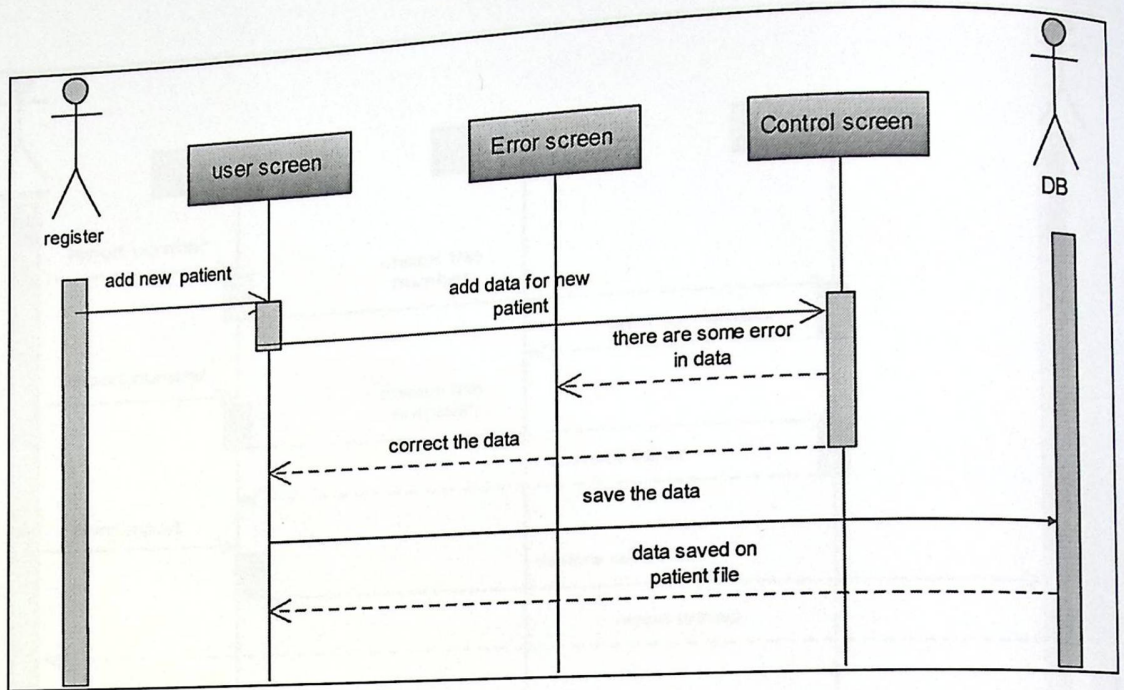 register
user screen
Error screen
Control screen
DB
add new patient
add data for new
patient
there are some error
in data
correct the data
save the data
data saved on
patient file